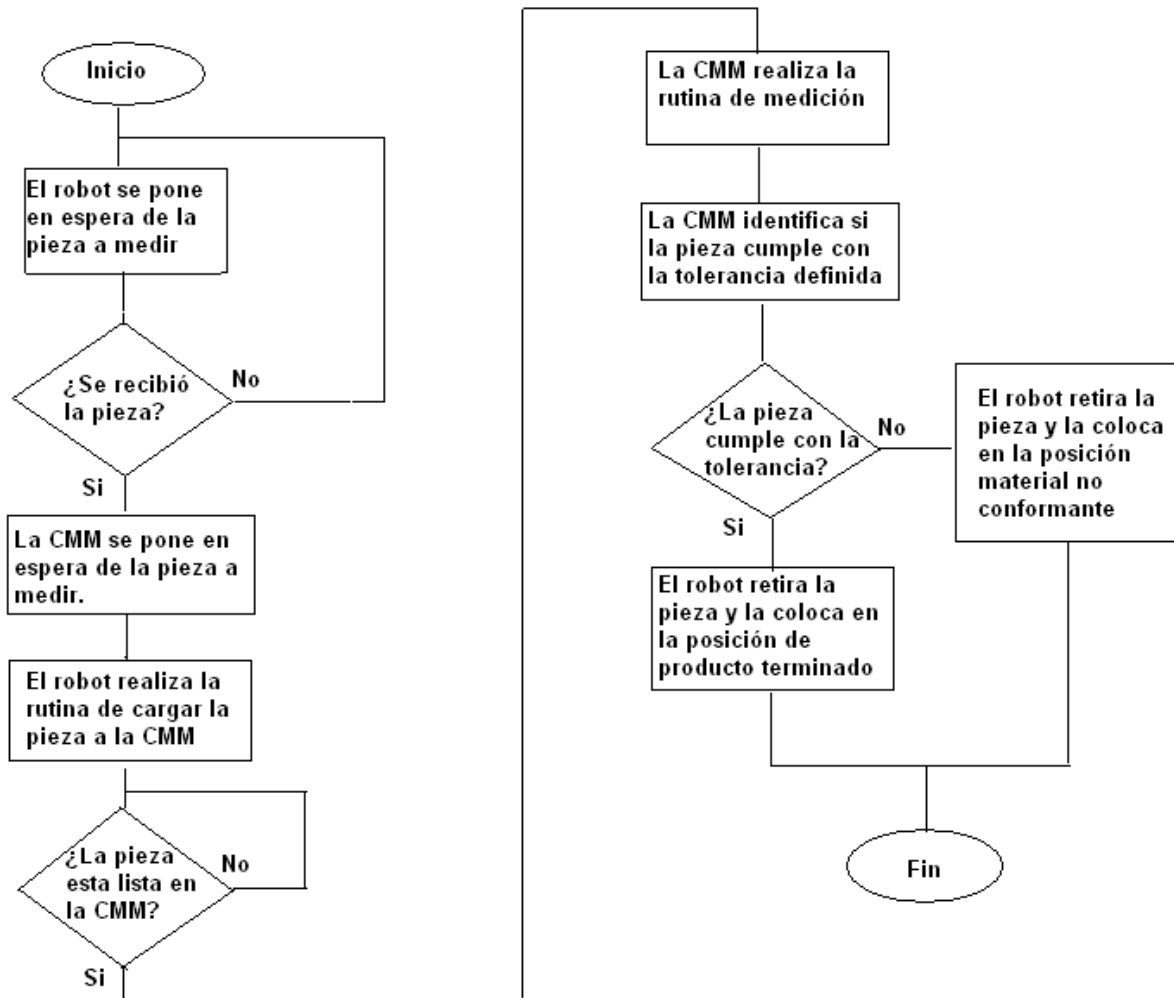 Inicio
El robot se pone
en espera de la
pieza a medir
¿Se recibió
la pieza?
No
Si
La CMM se pone en
espera de la pieza a
medir.
El robot realiza la
rutina de cargar la
pieza a la CMM
¿La pieza
esta lista en
la CMM?
No
Si
La CMM realiza la
rutina de medición
La CMM identifica si
la pieza cumple con
la tolerancia definida
¿La pieza
cumple con la
tolerancia?
No
Si
El robot retira la
pieza y la coloca
en la posición
material no
conformante
El robot retira la
pieza y la coloca en
la posición de
producto terminado
Fin